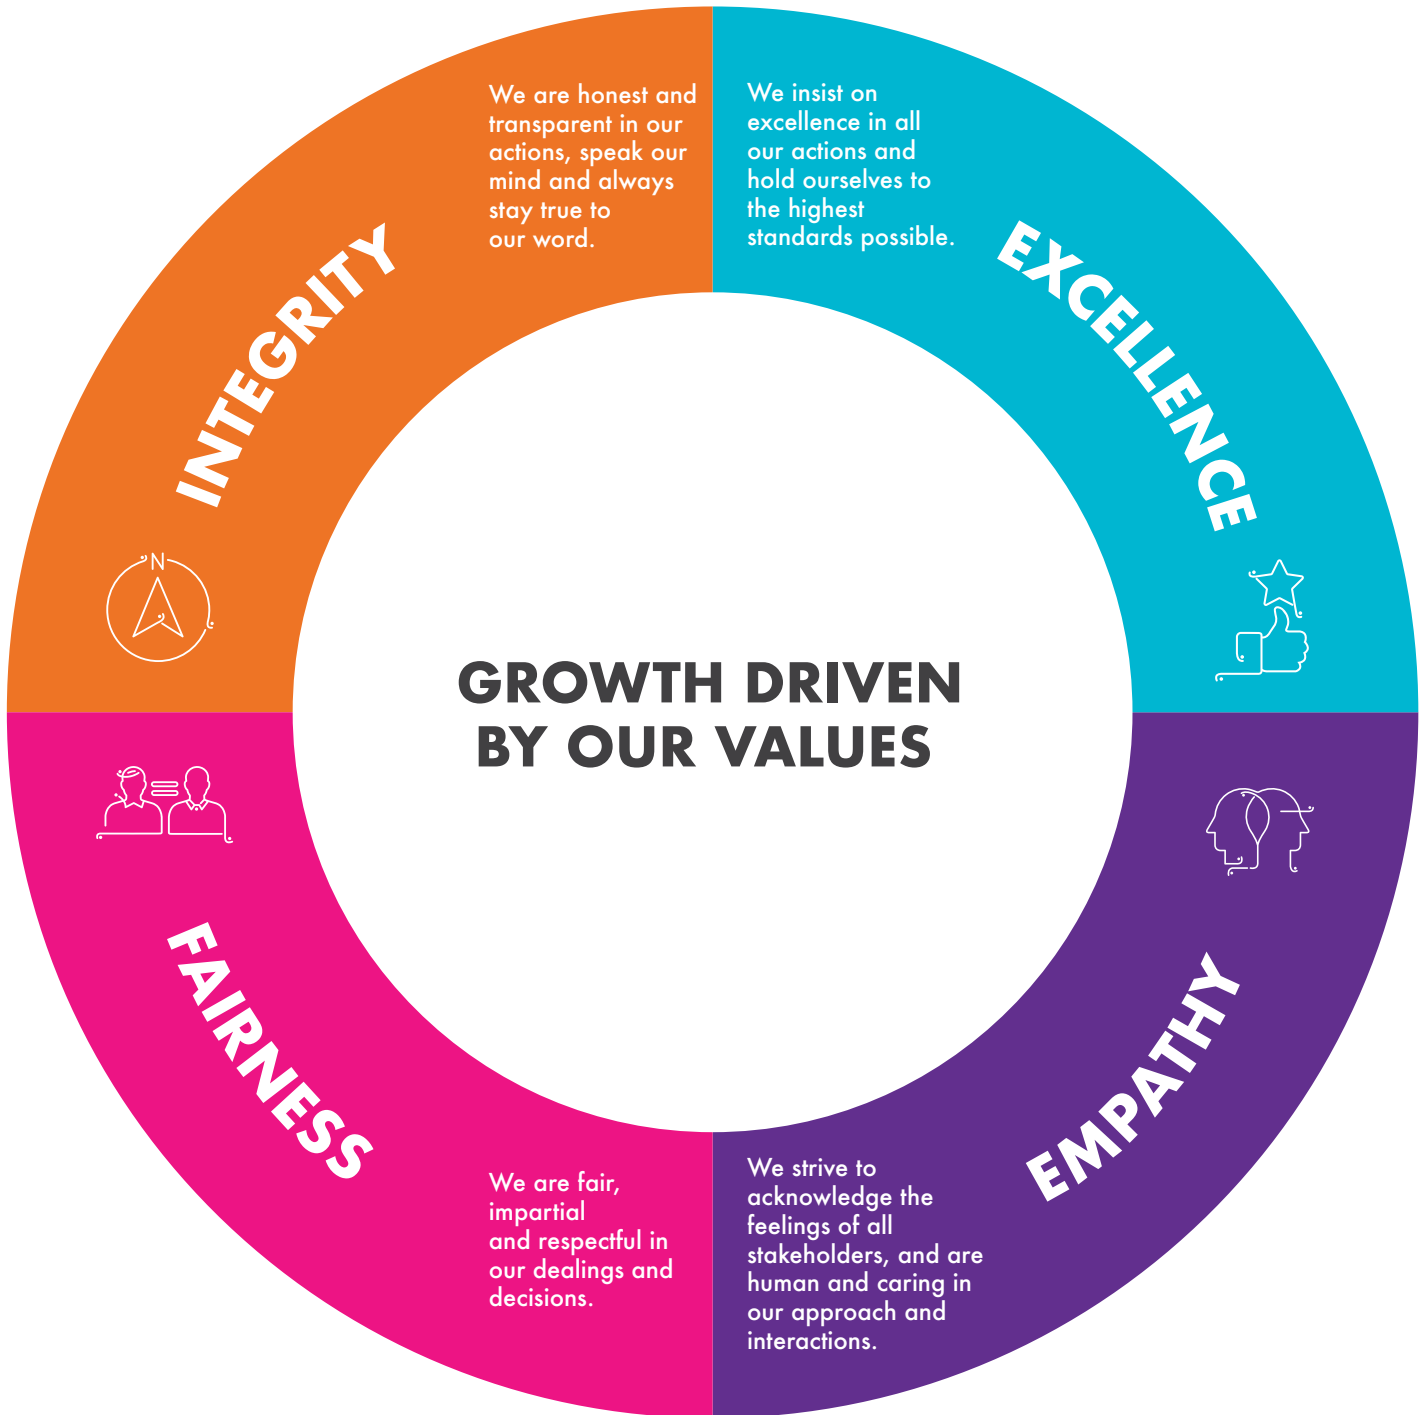 We are honest and
transparent in our
actions, speak our
mind and always
stay true to
our word.
INTEGRITY
N
We insist on
excellence in all
our actions and
hold ourselves to
the highest
standards possible.
EXCELLENCE
GROWTH DRIVEN
BY OUR VALUES
FAIRNESS
We are fair,
impartial
and respectful in
our dealings and
decisions.
EMPATHY
We strive to
acknowledge the
feelings of all
stakeholders, and are
human and caring in
our approach and
interactions.